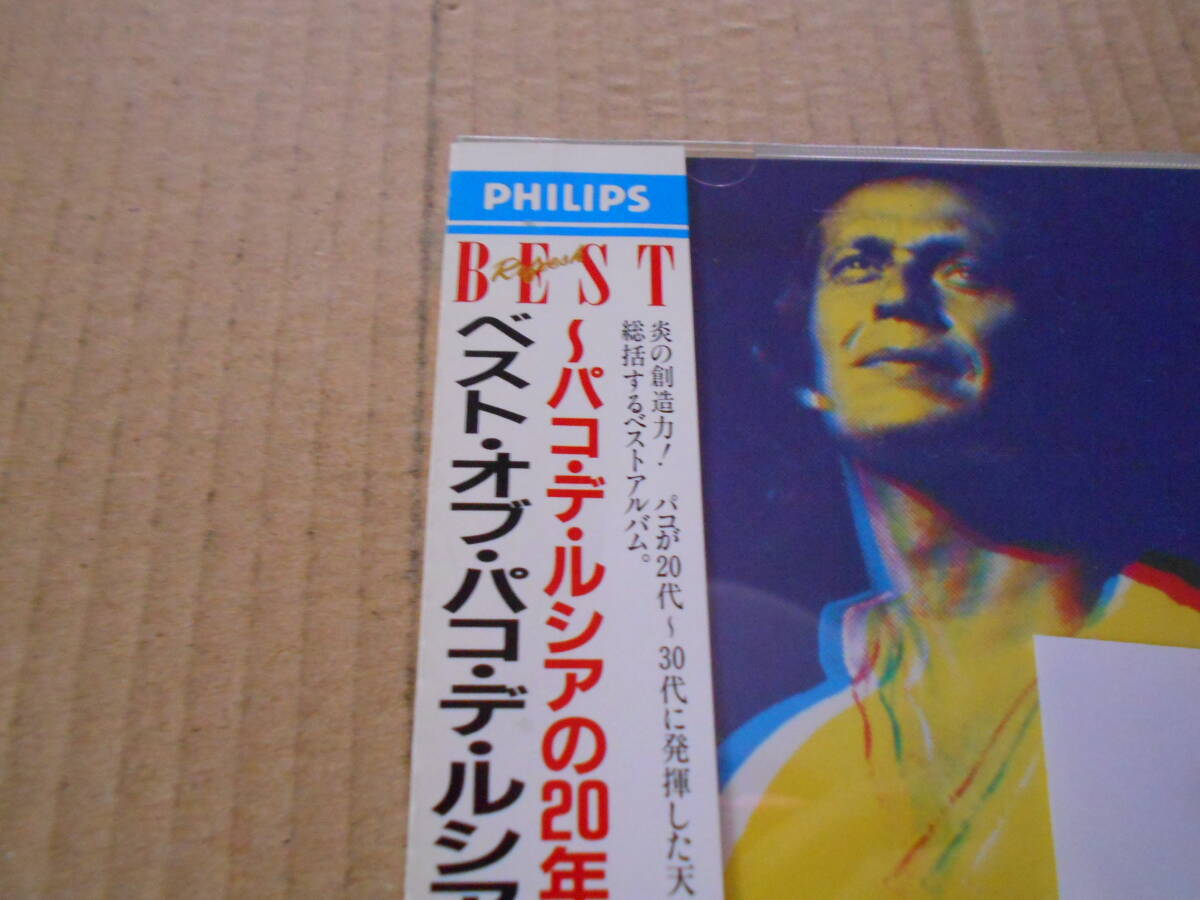 PHILIPS
BEST
Refresh
炎の創造力! パコが20代~30代に発揮した天
総括するベストアルバム。
~パコ・デ・ルシアの20年
ベスト・オブ・パコ・デ・ルシア